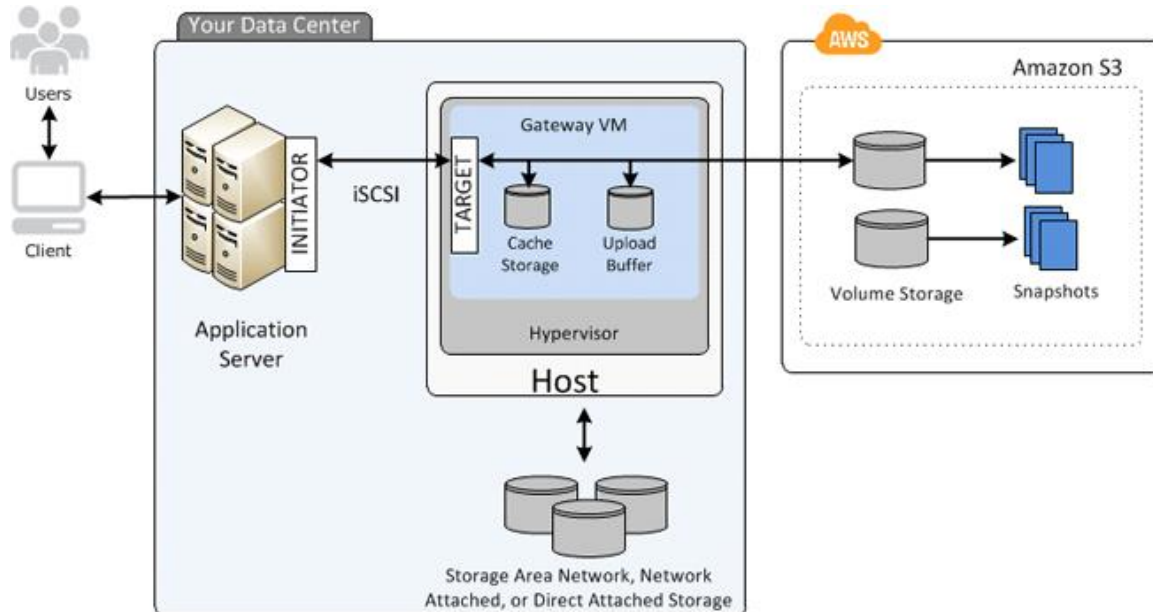 Your Data Center
AWS
Users
Amazon S3
Gateway VM
INITIATOR
iSCSI
TARGET
Client
Cache
Storage
Upload
Buffer
Volume Storage
Snapshots
Application
Server
Hypervisor
Host
Storage Area Network, Network
Attached, or Direct Attached Storage